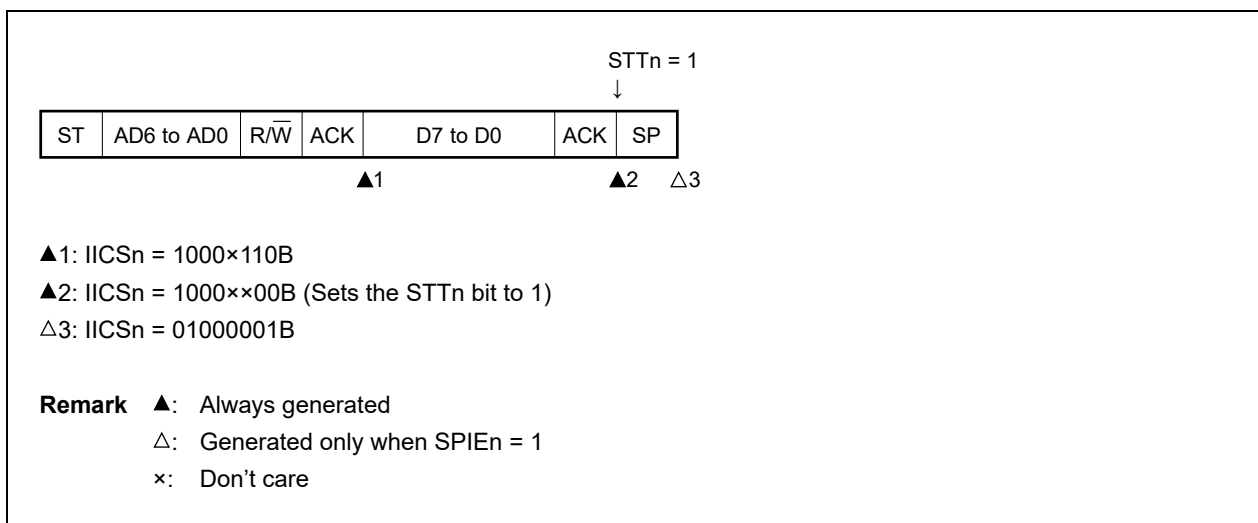 STTn = 1
↓
ST AD6 to AD0 R/W̅ ACK D7 to D0 ACK SP
▲1 ▲2 △3
▲1: IICSn = 1000×110B
▲2: IICSn = 1000××00B (Sets the STTn bit to 1)
△3: IICSn = 01000001B
Remark ▲: Always generated
△: Generated only when SPIEn = 1
×: Don't care